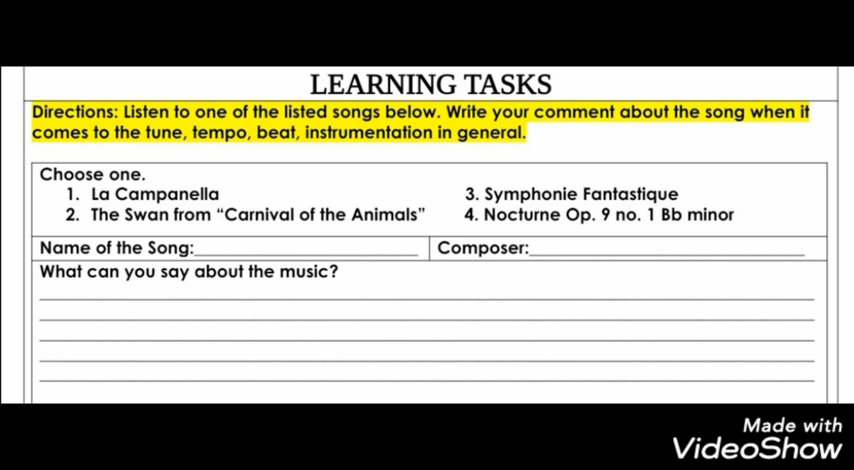 LEARNING TASKS
Directions: Listen to one of the listed songs below. Write your comment about the song when it
comes to the tune, tempo, beat, instrumentation in general.
Choose one.
1. La Campanella
2. The Swan from “Carnival of the Animals”
3. Symphonie Fantastique
4. Nocturne Op. 9 no. 1 Bb minor
Name of the Song:____________________
Composer:____________________
What can you say about the music?
Made with
VideoShow